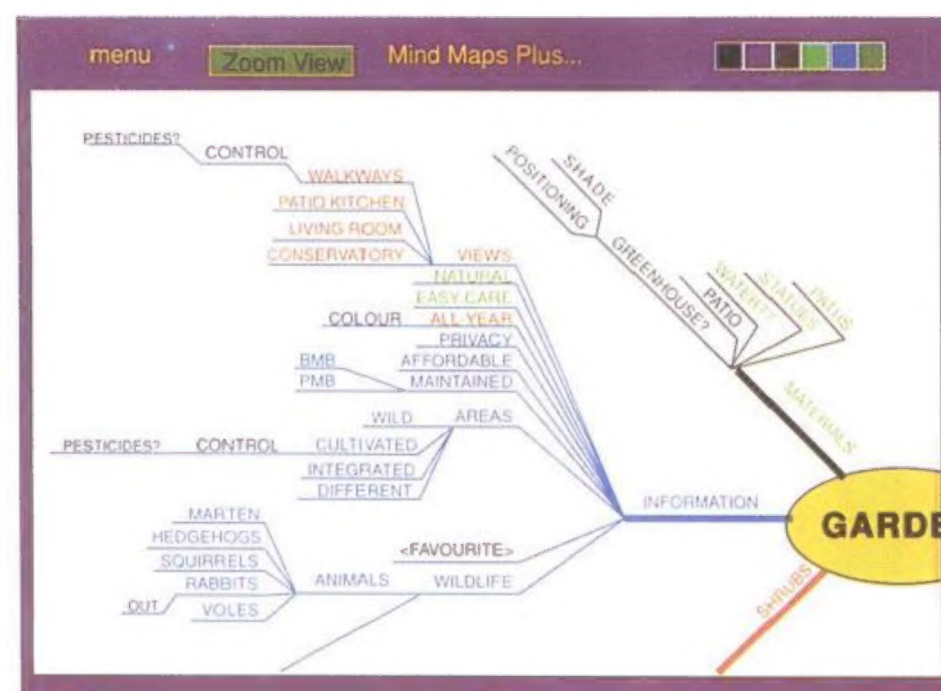 menu Zoom View Mind Maps Plus...
PESTICIDES?
CONTROL
WALKWAYS
PATIO KITCHEN
LIVING ROOM
CONSERVATORY VIEWS
NATURAL
EASY CARE
COLOUR ALL YEAR
PRIVACY
BMB AFFORDABLE
PMB MAINTAINED
WILD AREAS
PESTICIDES? CONTROL CULTIVATED
INTEGRATED
DIFFERENT
MARTEN
HEDGEHOGS
SQUIRRELS
RABBITS
OUT
VOLES
ANIMALS WILDLIFE
<FAVOURITE>
INFORMATION
SHADE
POSITIONING
GREENHOUSE?
PATIO
WATER??
STATUES
PATHS
MATERIALS
GARDE
SHRUBS